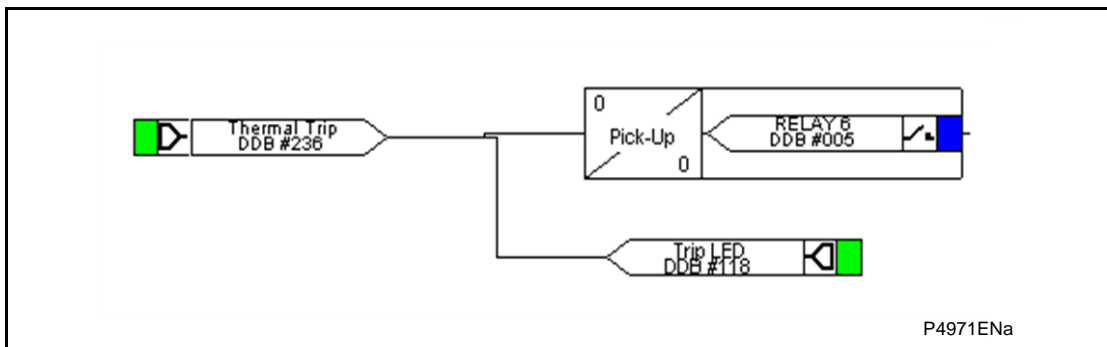 Thermal Trip
DDB #236
0
Pick-Up
0
RELAY 6
DDB #005
Trip LED
DDB #118
P4971ENa